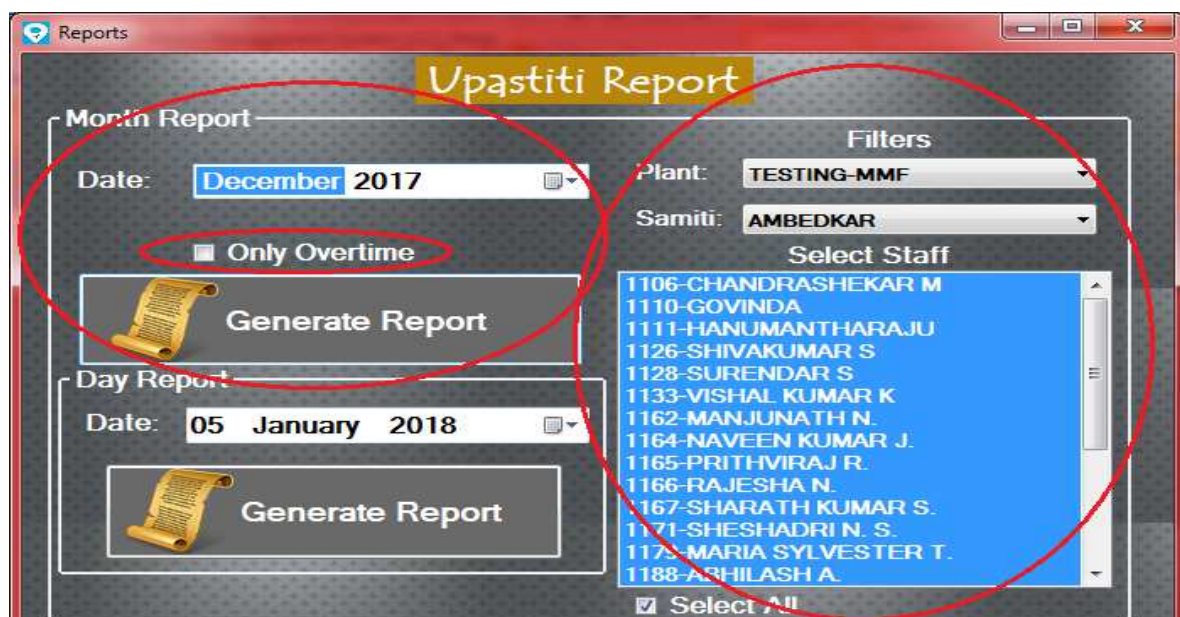 Reports
Upastiti Report
Month Report
Date: December 2017
Only Overtime
Generate Report
Day Report
Date: 05 January 2018
Generate Report
Filters
Plant: TESTING-MMF
Samiti: AMBEDKAR
Select Staff
1106-CHANDRASHEKAR M
1110-GOVINDA
1111-HANUMANTHARAJU
1126-SHIVAKUMAR S
1128-SURENDAR S
1133-VISHAL KUMAR K
1162-MANJUNATH N.
1164-NAVEEN KUMAR J.
1165-PRITHVIRAJ R.
1166-RAJESHA N.
1167-SHARATH KUMAR S.
1171-SHESHADRI N. S.
1179-MARIA SYLVESTER T.
1188-ABHILASH A.
Select All